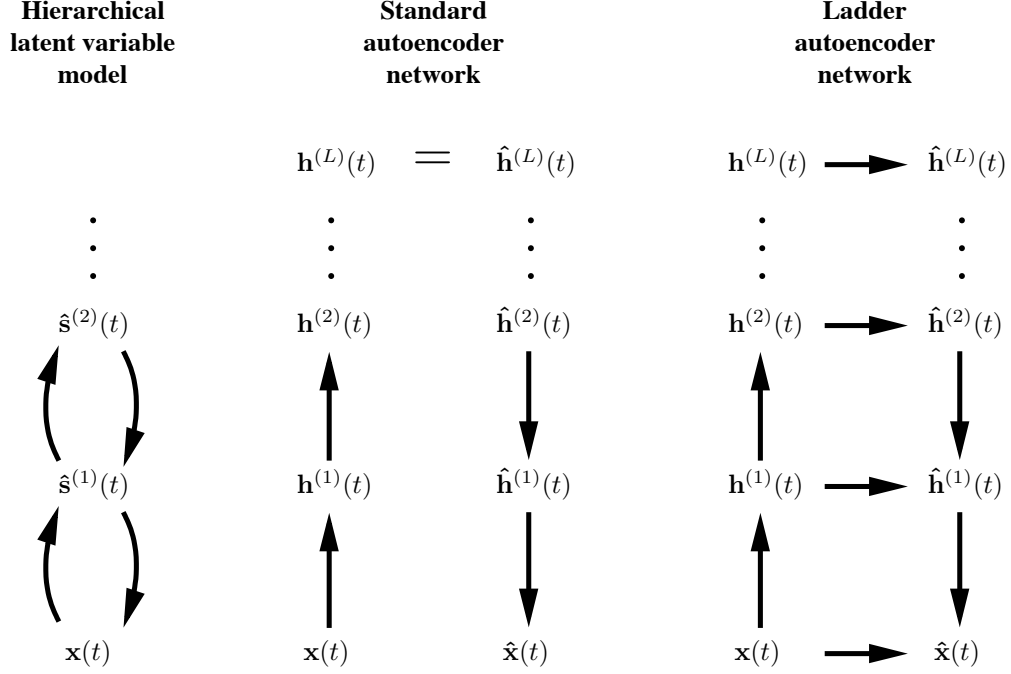 Hierarchical
latent variable
model
Standard
autoencoder
network
Ladder
autoencoder
network
h^(L)(t) = ĥ^(L)(t)
h^(L)(t) ĥ^(L)(t)
ŝ^(2)(t)
h^(2)(t) ĥ^(2)(t)
h^(2)(t) ĥ^(2)(t)
ŝ^(1)(t)
h^(1)(t) ĥ^(1)(t)
h^(1)(t) ĥ^(1)(t)
x(t)
x(t) x̂(t)
x(t) x̂(t)